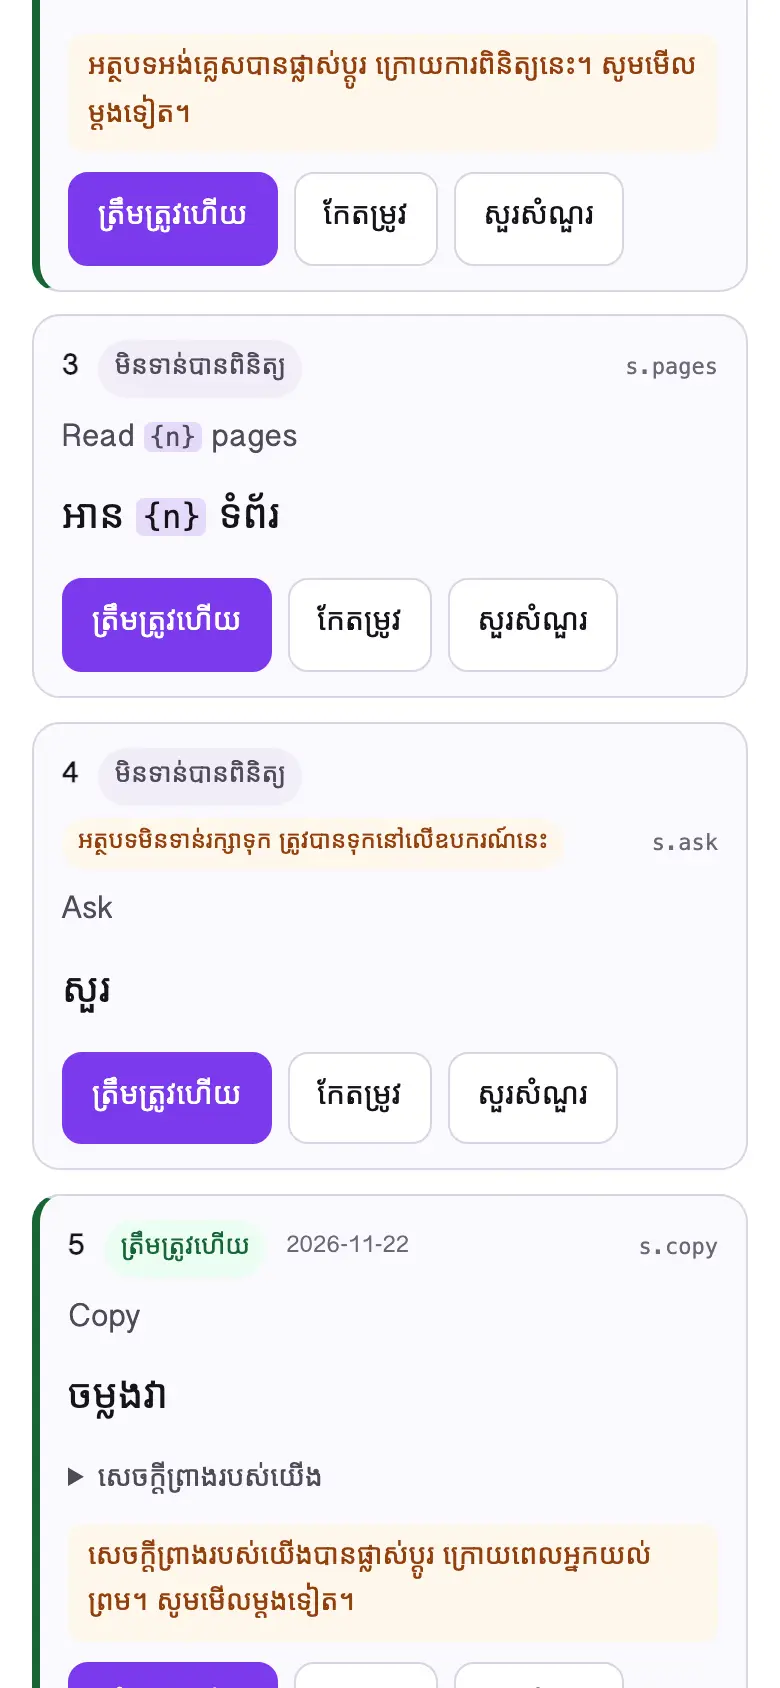 អត្ថបទអង់គ្លេសបានផ្លាស់ប្ដូរ ក្រោយការពិនិត្យនេះ។ សូមមើល
ម្ដងទៀត។
ត្រឹមត្រូវហើយ កែតម្រូវ សួរសំណួរ
3 មិនទាន់បានពិនិត្យ s.pages
Read {n} pages
អាន {n} ទំព័រ
ត្រឹមត្រូវហើយ កែតម្រូវ សួរសំណួរ
4 មិនទាន់បានពិនិត្យ
អត្ថបទមិនទាន់រក្សាទុក ត្រូវបានទុកនៅលើឧបករណ៍នេះ s.ask
Ask
សួរ
ត្រឹមត្រូវហើយ កែតម្រូវ សួរសំណួរ
5 ត្រឹមត្រូវហើយ 2026-11-22 s.copy
Copy
ចម្លងវា
▶ សេចក្ដីព្រាងរបស់យើង
សេចក្ដីព្រាងរបស់យើងបានផ្លាស់ប្ដូរ ក្រោយពេលអ្នកយល់
ព្រម។ សូមមើលម្ដងទៀត។